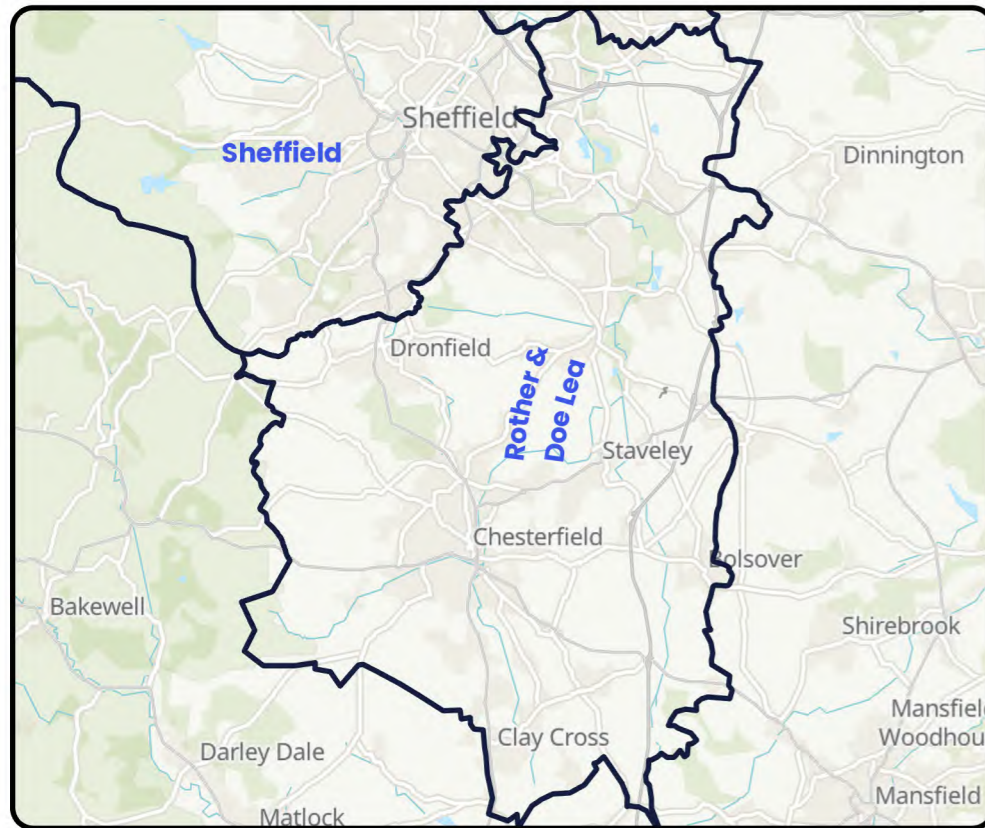 Sheffield
Sheffield
Dinnington
Dronfield
Rother &
Doe Lea
Staveley
Chesterfield
Bolsover
Bakewell
Shirebrook
Mansfiel
Woodhou
Clay Cross
Darley Dale
Mansfield
Matlock